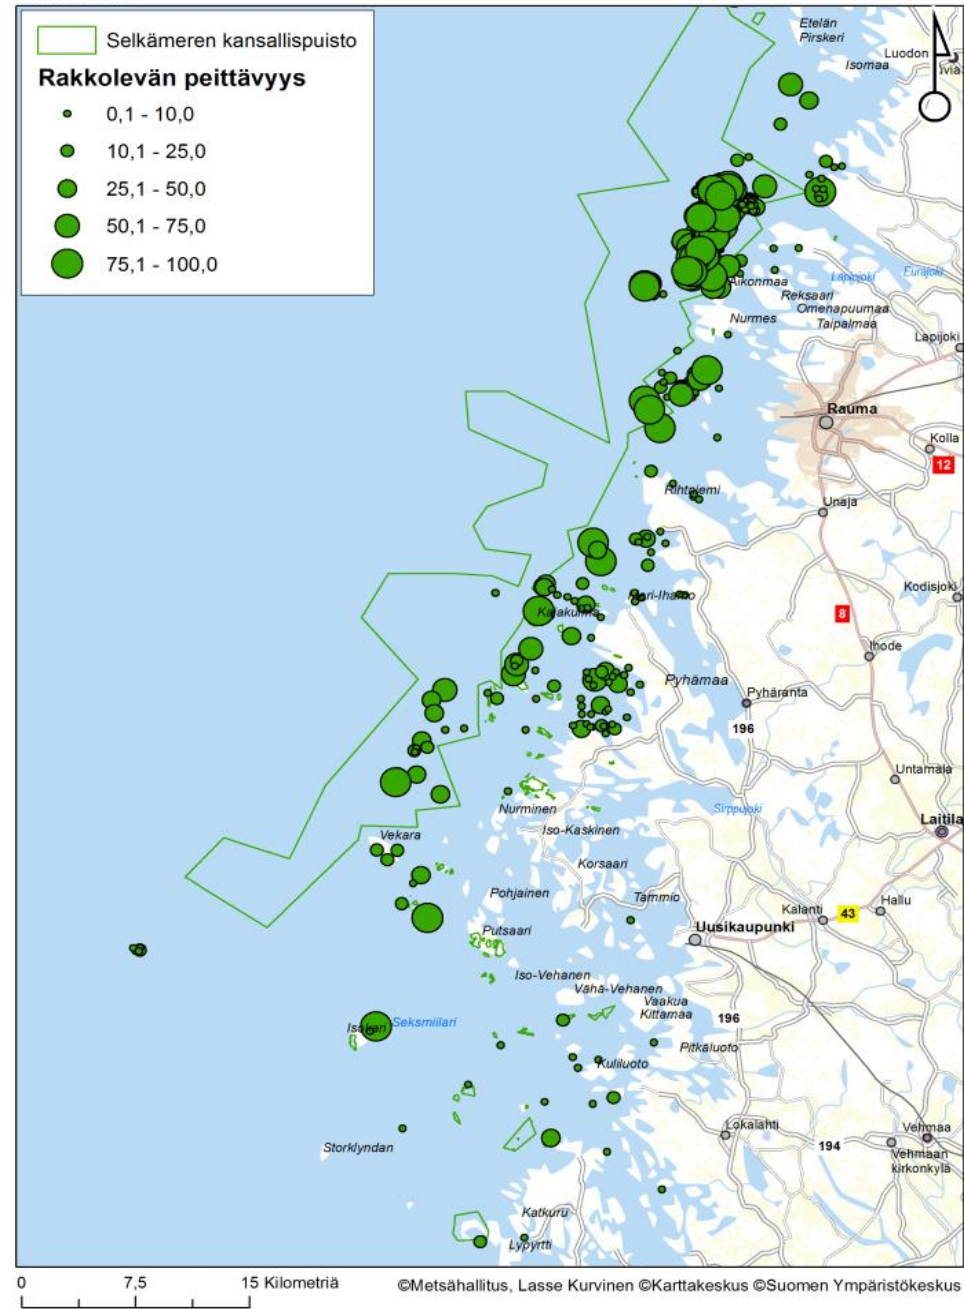 Selkämeren kansallispuisto
Rakkolevän peittävyys
0,1 - 10,0
10,1 - 25,0
25,1 - 50,0
50,1 - 75,0
75,1 - 100,0
Etelän
Pirskeri
Luodon
Isomaa
Aikonmaa
Lapinjoki
Eurajoki
Reksaari
Omenapuumaa
Nurmes
Taipalmaa
Lapijoki
Rauma
Kolla
12
Rihtniemi
Unaja
Kodisjoki
8
Kalakulma
Ihode
Pyhämaa
Pyhäranta
196
Untamala
Sirppujoki
Nurminen
Laitila
Iso-Kaskinen
Vekara
Korsaari
Pohjainen
Tammio
Kalanti
43
Hallu
Putsaari
Uusikaupunki
Iso-Vehanen
Vähä-Vehanen
Vaakua
Kittamaa
196
Seksmiilari
Isokari
Pitkäluoto
Kuliluoto
Lokalahti
Vehmaa
194
Vehmaan
kirkonkylä
Storklyndan
Katkuru
Lypyrtti
0 7,5 15 Kilometriä
©Metsähallitus, Lasse Kurvinen ©Karttakeskus ©Suomen Ympäristökeskus